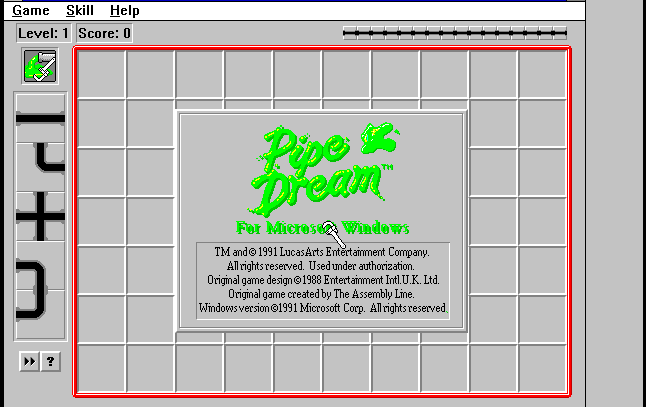 Game Skill Help
Level: 1 Score: 0
Pipe
Dream™
For Microsoft Windows
TM and © 1991 LucasArts Entertainment Company.
All rights reserved. Used under authorization.
Original game design ©1988 Entertainment Intl.U.K. Ltd.
Original game created by The Assembly Line.
Windows version ©1991 Microsoft Corp. All rights reserved.
?